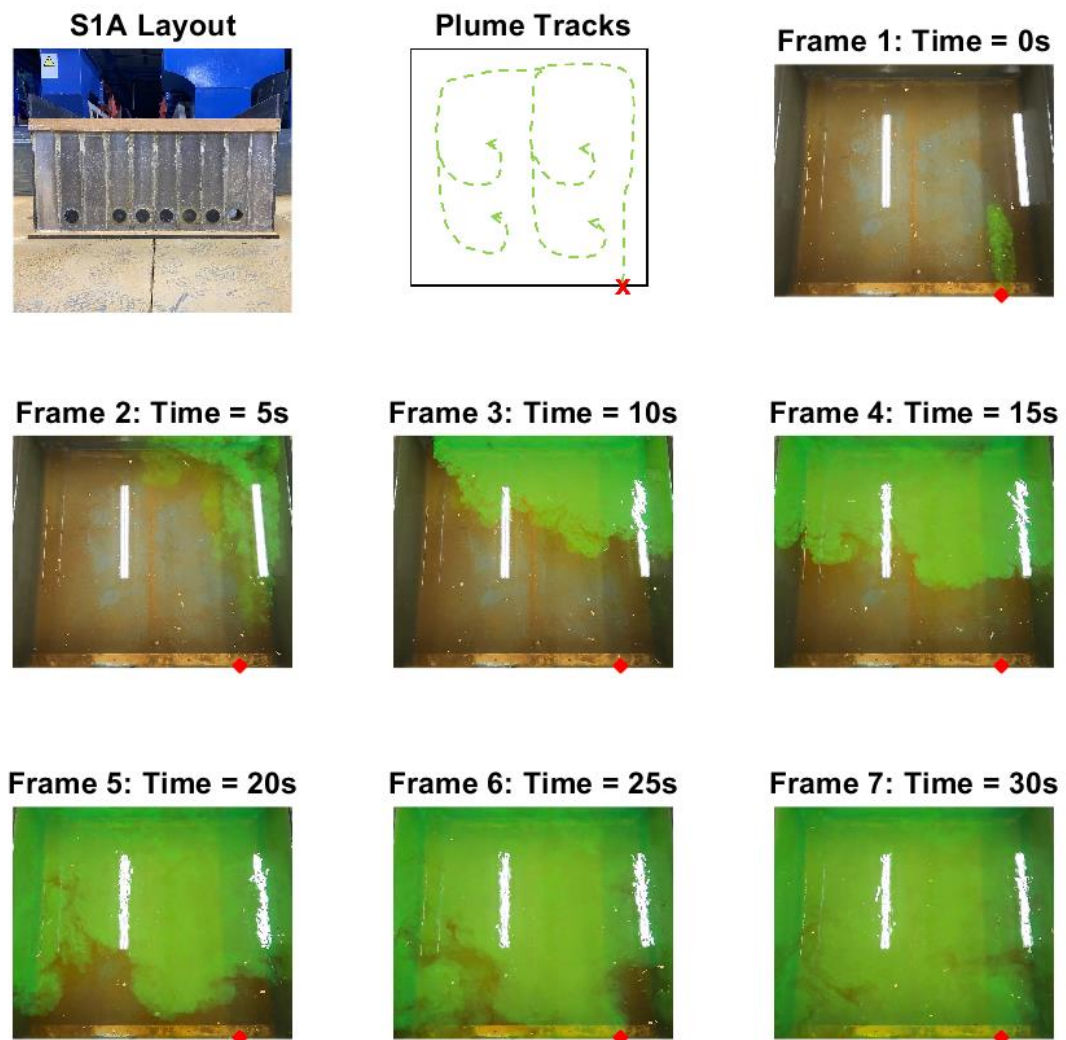 S1A Layout
Plume Tracks
Frame 1: Time = 0s
X
Frame 2: Time = 5s
Frame 3: Time = 10s
Frame 4: Time = 15s
Frame 5: Time = 20s
Frame 6: Time = 25s
Frame 7: Time = 30s